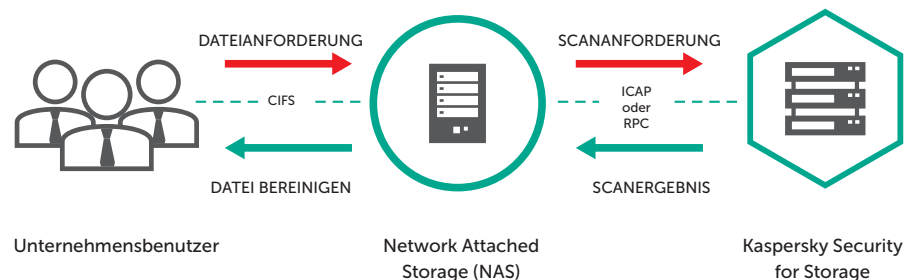 DATEIANFORDERUNG
SCANANFORDERUNG
CIFS
ICAP
oder
RPC
DATEI BEREINIGEN
SCANERGEBNIS
Unternehmensbenutzer
Network Attached
Storage (NAS)
Kaspersky Security
for Storage